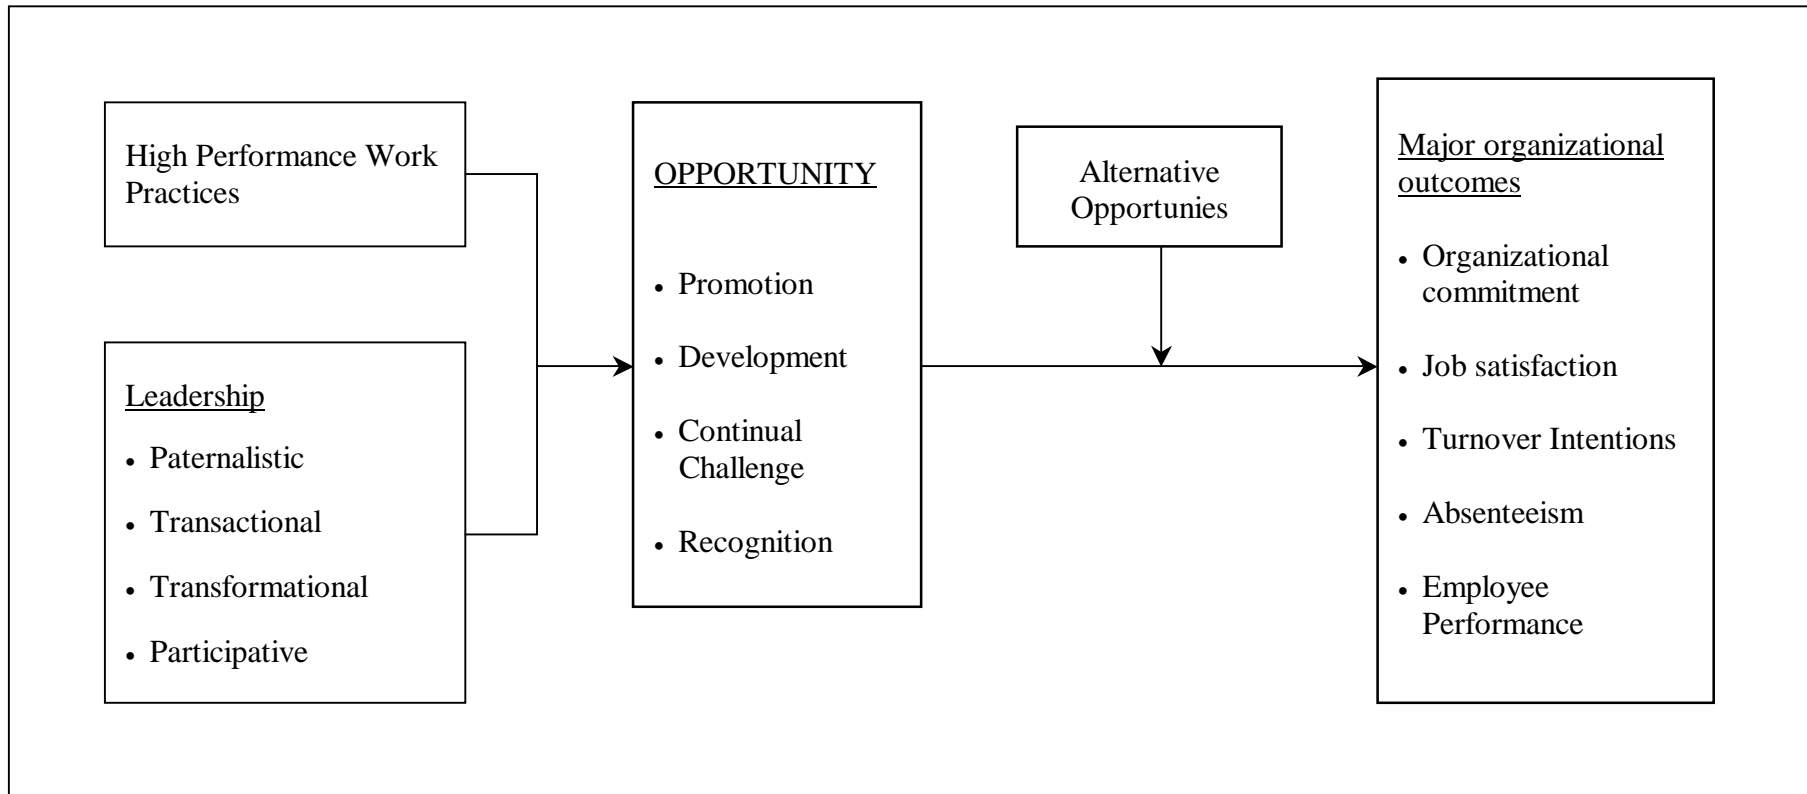 High Performance Work
Practices
Leadership
• Paternalistic
• Transactional
• Transformational
• Participative
OPPORTUNITY
• Promotion
• Development
• Continual
Challenge
• Recognition
Alternative
Opportunies
Major organizational
outcomes
• Organizational
commitment
• Job satisfaction
• Turnover Intentions
• Absenteeism
• Employee
Performance